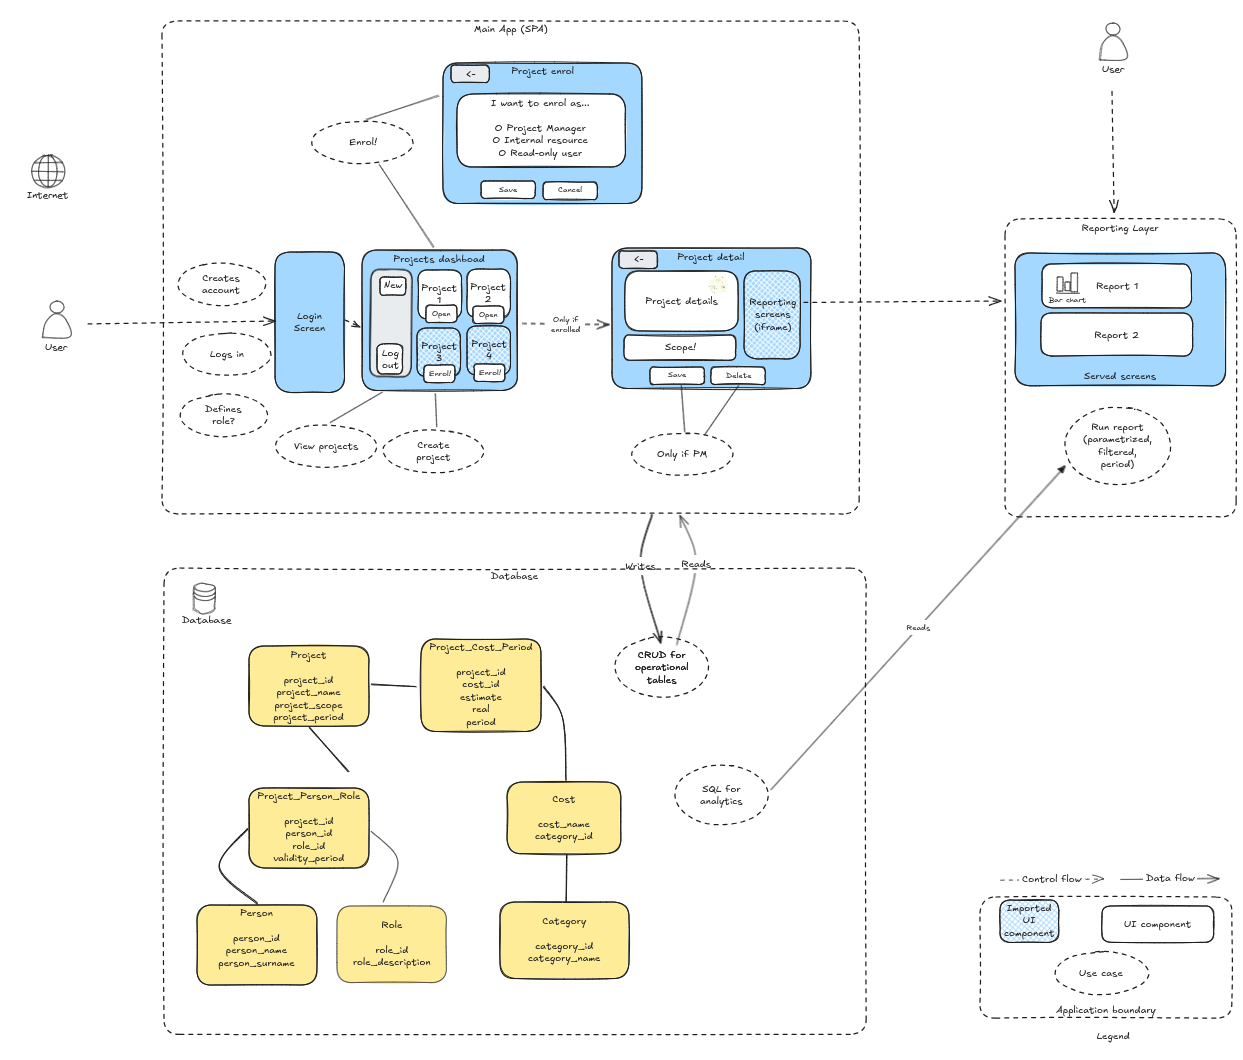 Main App (SPA)
<-
Project enrol
I want to enrol as...
O Project Manager
O Internal resource
O Read-only user
Save
Cancel
Enrol!
User
Internet
Creates
account
Logs in
Defines
role?
User
Login
Screen
Projects dashboad
New
Log
out
Project
1
Open
Project
2
Open
Project
3
Enrol!
Project
4
Enrol!
View projects
Create
project
Only if
enrolled
<-
Project detail
Project details
Scope!
Reporting
screens
(iframe)
Save
Delete
Only if PM
Reporting Layer
Bar chart
Report 1
Report 2
Served screens
Run report
(parametrized,
filtered,
period)
Writes
Reads
Reads
Database
Database
CRUD for
operational
tables
SQL for
analytics
Project
project_id
project_name
project_scope
project_period
Project_Cost_Period
project_id
cost_id
estimate
real
period
Project_Person_Role
project_id
person_id
role_id
validity_period
Cost
cost_name
category_id
Person
person_id
person_name
person_surname
Role
role_id
role_description
Category
category_id
category_name
Control flow
Data flow
Imported
UI
component
UI component
Use case
Application boundary
Legend